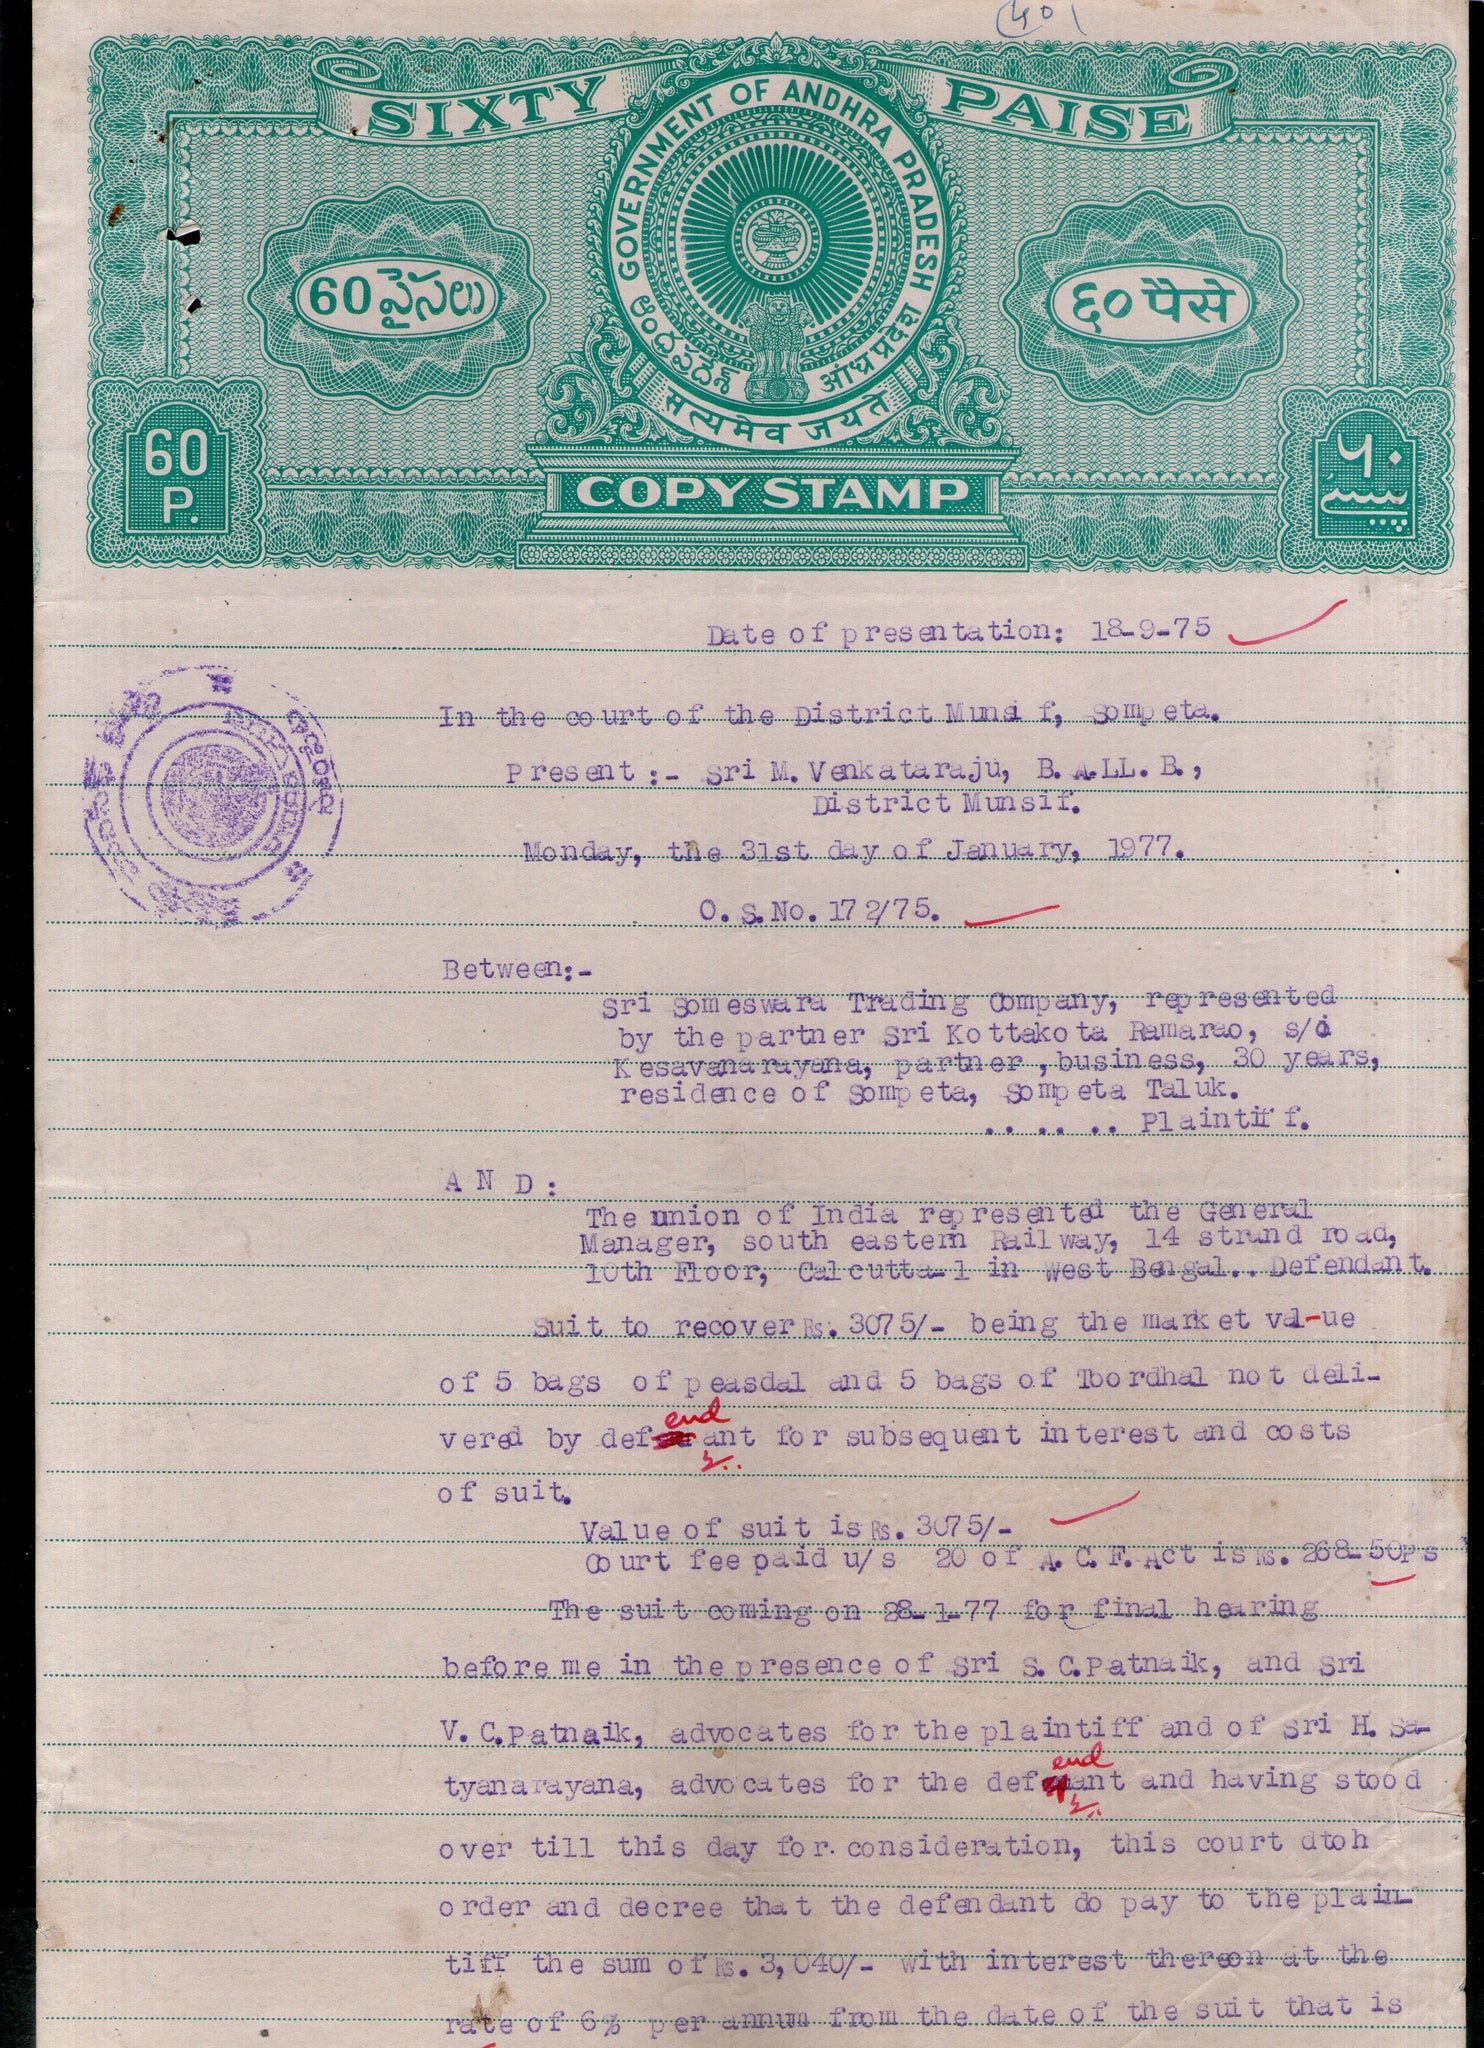 401
SIXTY PAISE
GOVERNMENT OF ANDHRA PRADESH
ఆంధ్రప్రదేశ్ आंध्र प्रदेश
सत्यमेव जयते
60 పైసలు
६० पैसे
60
P.
۶۰
پیسے
COPY STAMP
Date of presentation: 18-9-75
In the court of the District Munsif, Sompeta.
Present:- Sri M. Venkataraju, B.A.LL.B.,
District Munsif.
Monday, the 31st day of January, 1977.
O.S.No. 172/75.
Between:-
Sri Someswara Trading Company, represented
by the partner Sri Kottakota Ramarao, s/o
Kesavanarayana, partner, business, 30 years,
residence of Sompeta, Sompeta Taluk.
.. .. .. Plaintiff.
A N D :
The union of India represented the General
Manager, south eastern Railway, 14 strand road,
10th Floor, Calcutta-1 in West Bengal.. Defendant.
Suit to recover Rs. 3075/- being the market val-ue
of 5 bags of peasdal and 5 bags of Toordhal not deli-
vered by defendant for subsequent interest and costs
of suit.
Value of suit is Rs. 3075/-
Court fee paid u/s 20 of A.C.F.Act is Rs. 268-50Ps
The suit coming on 28-1-77 for final hearing
before me in the presence of Sri S.C.Patnaik, and Sri
V.C.Patnaik, advocates for the plaintiff and of Sri H. Sa-
tyanarayana, advocates for the defendant and having stood
over till this day for consideration, this court dtoh
order and decree that the defendant do pay to the plain-
tiff the sum of Rs. 3,040/- with interest thereon at the
rate of 6% per annum from the date of the suit that is